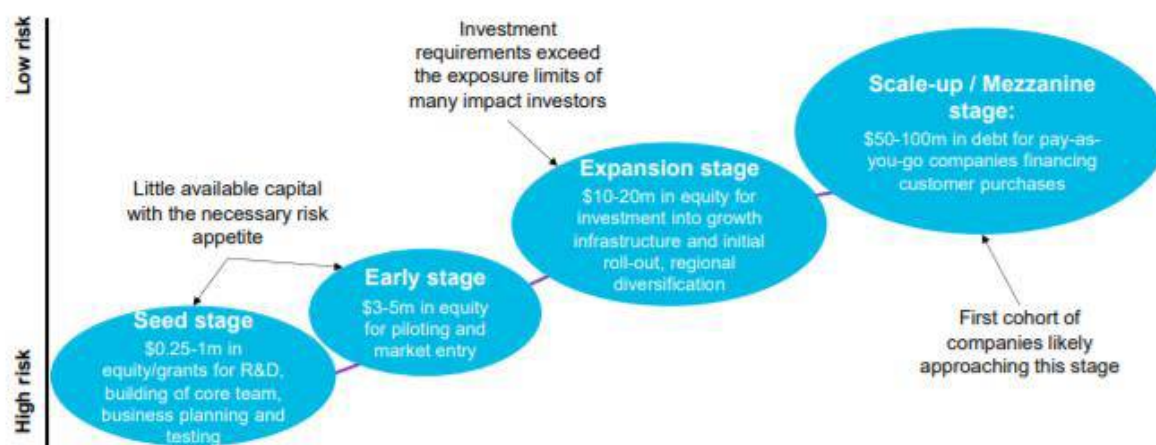 Low risk
High risk
Little available capital
with the necessary risk
appetite
Investment
requirements exceed
the exposure limits of
many impact investors
Seed stage
$0.25-1m in
equity/grants for R&D,
building of core team,
business planning and
testing
Early stage
$3-5m in equity
for piloting and
market entry
Expansion stage
$10-20m in equity for
investment into growth
infrastructure and initial
roll-out, regional
diversification
Scale-up / Mezzanine
stage:
$50-100m in debt for pay-as-
you-go companies financing
customer purchases
First cohort of
companies likely
approaching this stage